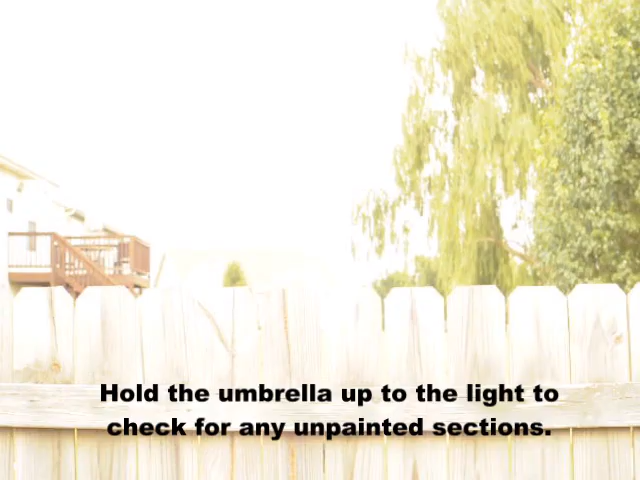 Hold the umbrella up to the light to
check for any unpainted sections.